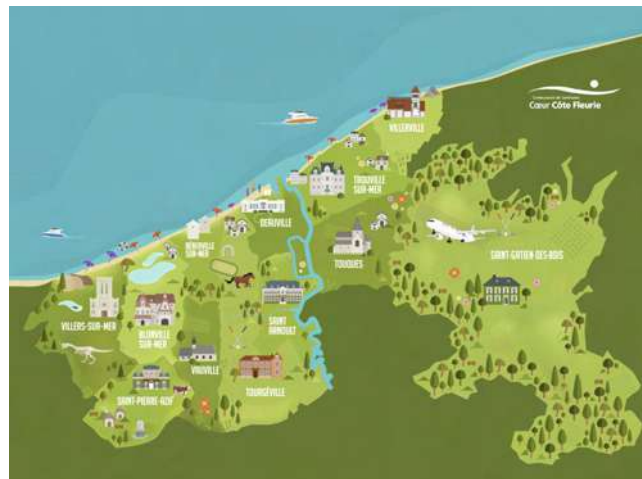 Cœur Côte Fleurie
VILLERVILLE
TROUVILLE
SUR-MER
DEAUVILLE
BENERVILLE
SUR-MER
TOUQUES
SAINT-GATIEN-DES-BOIS
VILLERS-SUR-MER
BLONVILLE
SUR-MER
SAINT
ARNOULT
VAUVILLE
TOURGÉVILLE
SAINT-PIERRE-AZIF